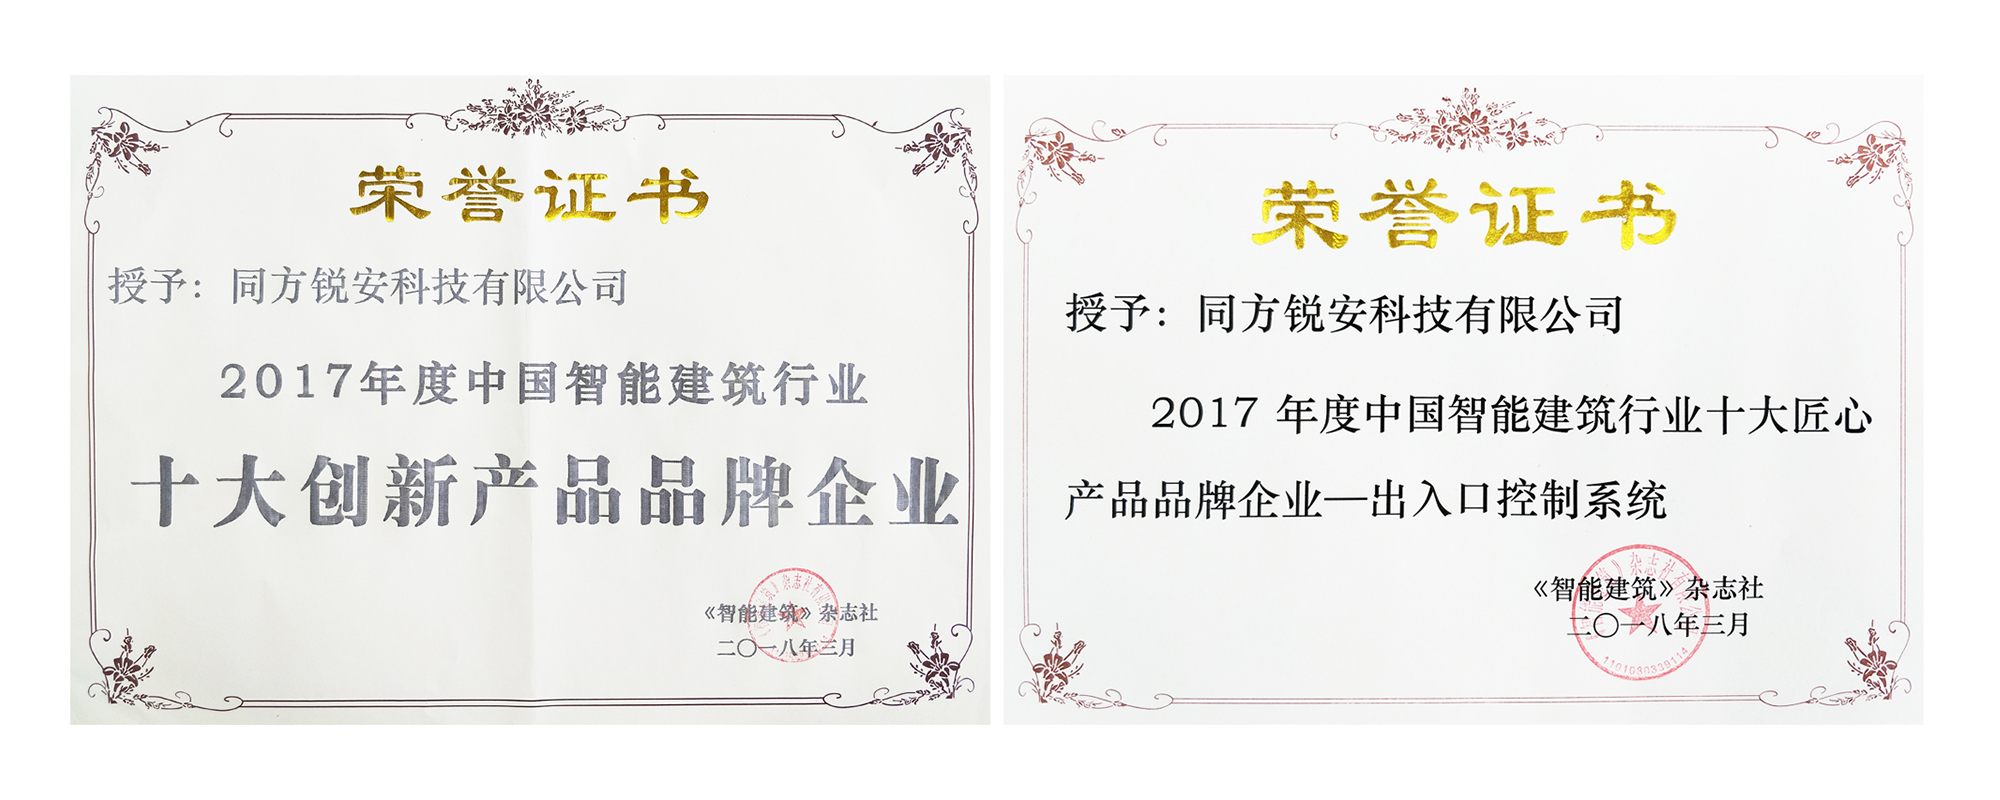 荣誉证书
授予：同方锐安科技有限公司
2017年度中国智能建筑行业
十大创新产品品牌企业
《智能建筑》杂志社
二〇一八年三月
荣誉证书
授予：同方锐安科技有限公司
2017 年度中国智能建筑行业十大匠心
产品品牌企业—出入口控制系统
《智能建筑》杂志社
二〇一八年三月
1101080339114